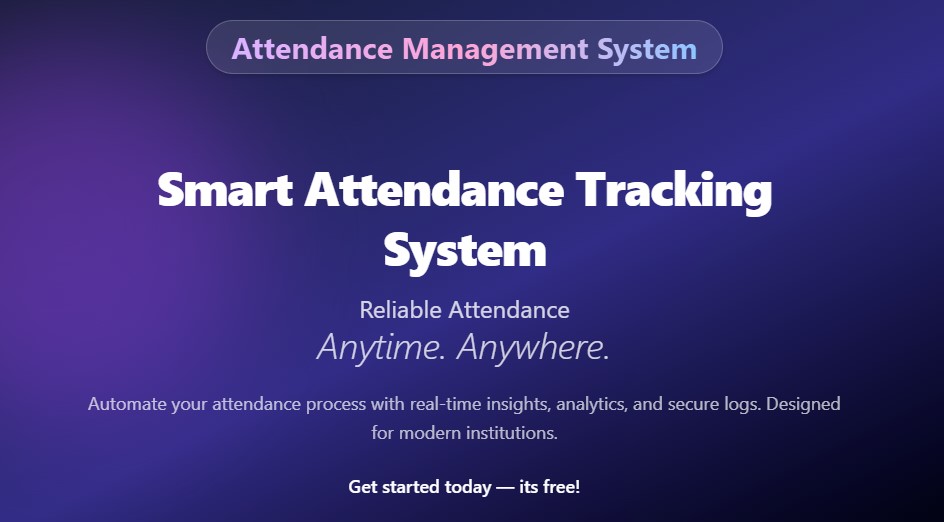 Attendance Management System
Smart Attendance Tracking
System
Reliable Attendance
Anytime. Anywhere.
Automate your attendance process with real-time insights, analytics, and secure logs. Designed
for modern institutions.
Get started today — its free!